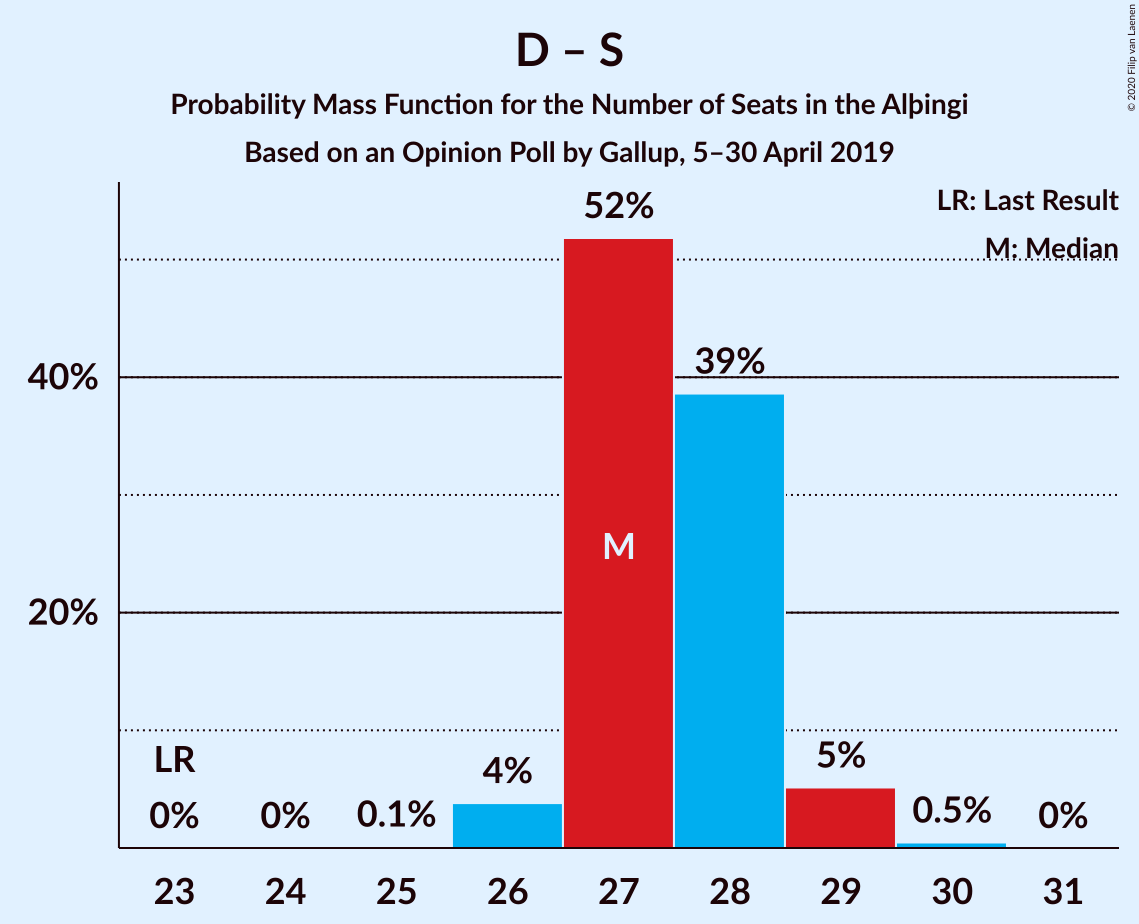 D – S
Probability Mass Function for the Number of Seats in the Alþingi
Based on an Opinion Poll by Gallup, 5–30 April 2019
© 2020 Filip van Laenen
LR: Last Result
M: Median
52%
39%
40%
M
20%
LR
0%
0%
0.1%
4%
5%
0.5%
0%
23 24 25 26 27 28 29 30 31